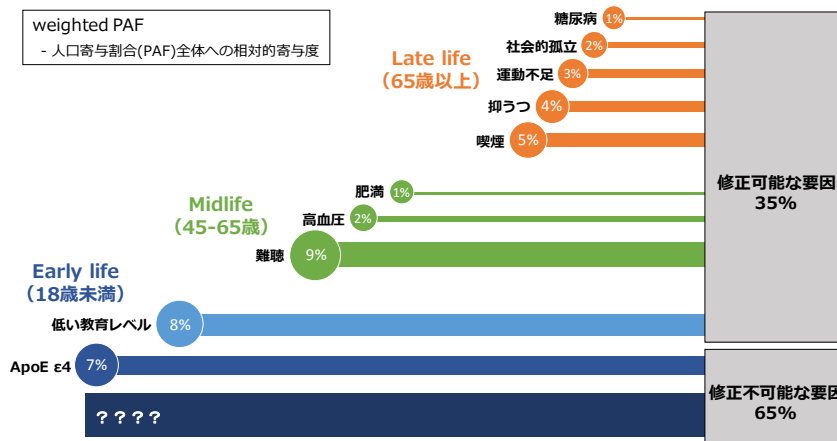 weighted PAF
- 人口寄与割合(PAF)全体への相対的寄与度
糖尿病 1%
社会的孤立 2%
Late life
（65歳以上）
運動不足 3%
抑うつ 4%
喫煙 5%
修正可能な要因
35%
肥満 1%
Midlife
（45-65歳）
高血圧 2%
難聴 9%
Early life
（18歳未満）
低い教育レベル 8%
ApoE ε4 7%
修正不可能な要因
65%
？？？？